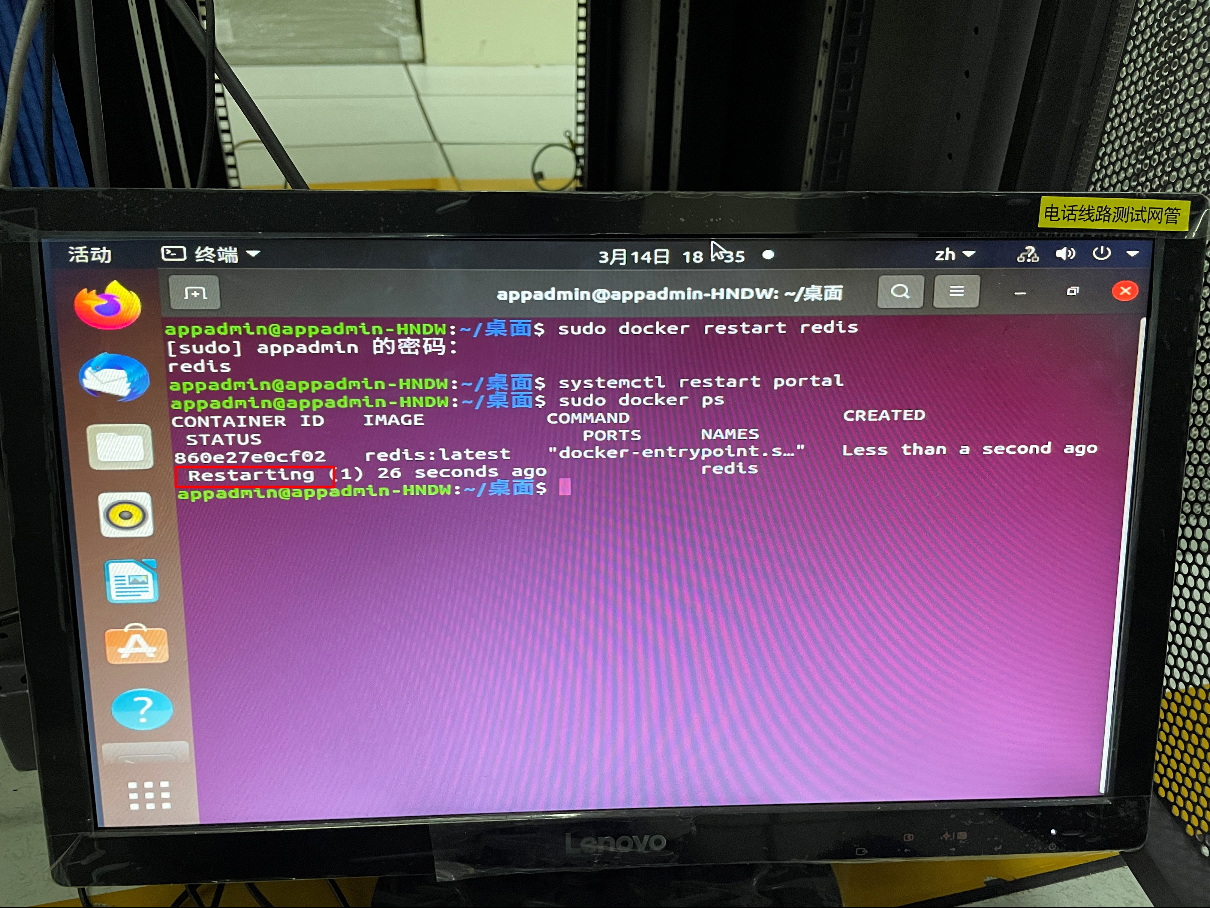 电话线路测试网管
活动 终端 3月14日 18 35 zh
appadmin@appadmin-HNDW: ~/桌面
appadmin@appadmin-HNDW:~/桌面$ sudo docker restart redis
[sudo] appadmin 的密码：
redis
appadmin@appadmin-HNDW:~/桌面$ systemctl restart portal
appadmin@appadmin-HNDW:~/桌面$ sudo docker ps
CONTAINER ID IMAGE COMMAND CREATED
STATUS PORTS NAMES
860e27e0cf02 redis:latest "docker-entrypoint.s…" Less than a second ago
Restarting (1) 26 seconds ago redis
appadmin@appadmin-HNDW:~/桌面$
Lenovo